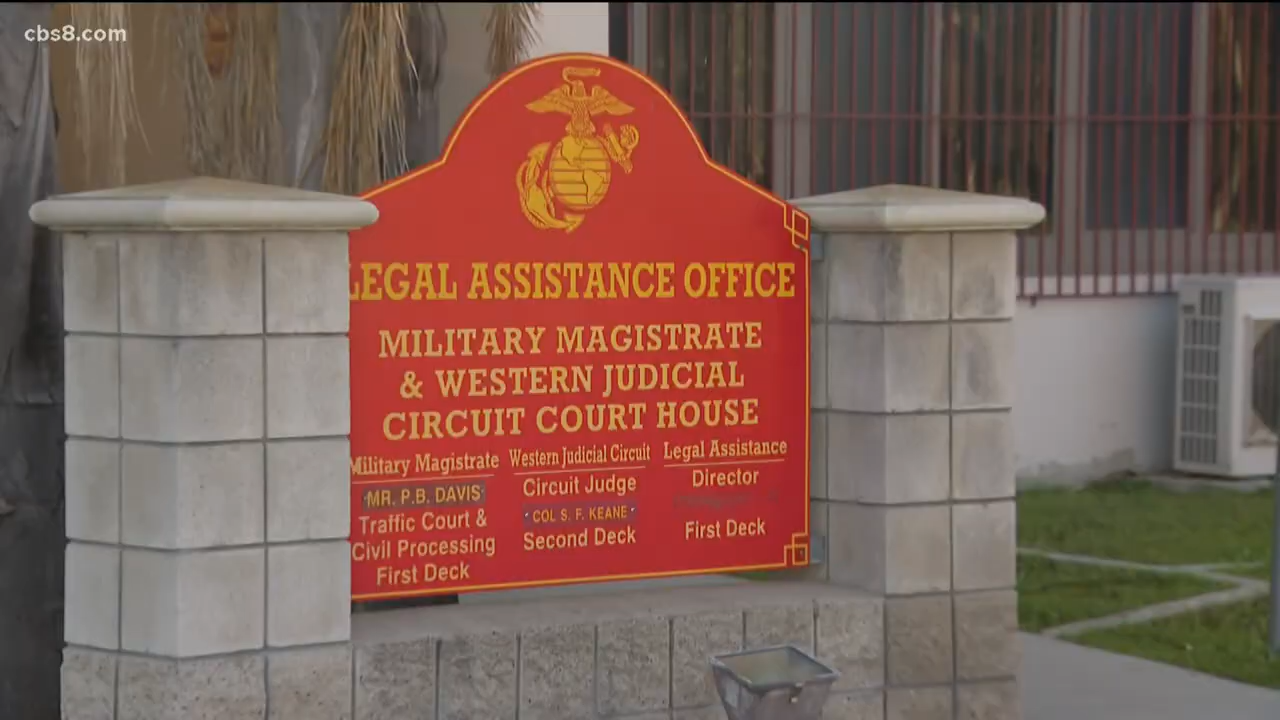 cbs8.com
LEGAL ASSISTANCE OFFICE
MILITARY MAGISTRATE
& WESTERN JUDICIAL
CIRCUIT COURT HOUSE
Military Magistrate
MR. P.B. DAVIS
Traffic Court &
Civil Processing
First Deck
Western Judicial Circuit
Circuit Judge
COL S. F. KEANE
Second Deck
Legal Assistance
Director
First Deck